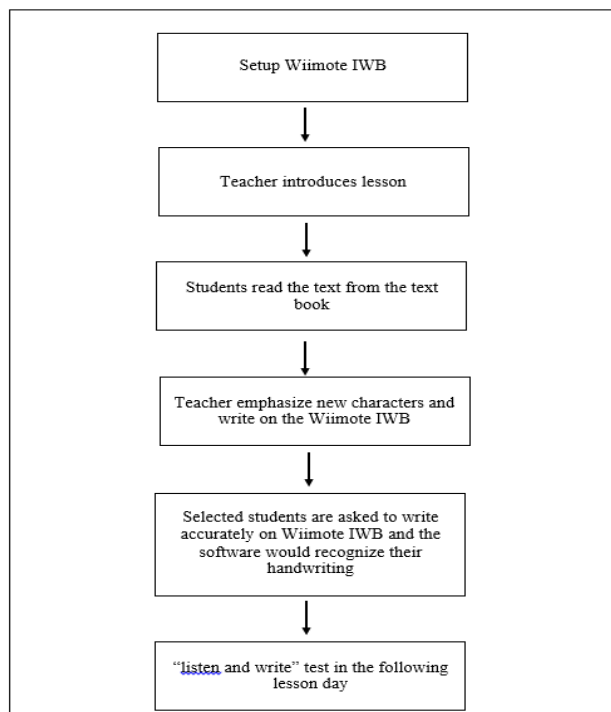 Setup Wiimote IWB
Teacher introduces lesson
Students read the text from the text
book
Teacher emphasize new characters and
write on the Wiimote IWB
Selected students are asked to write
accurately on Wiimote IWB and the
software would recognize their
handwriting
“listen and write” test in the following
lesson day